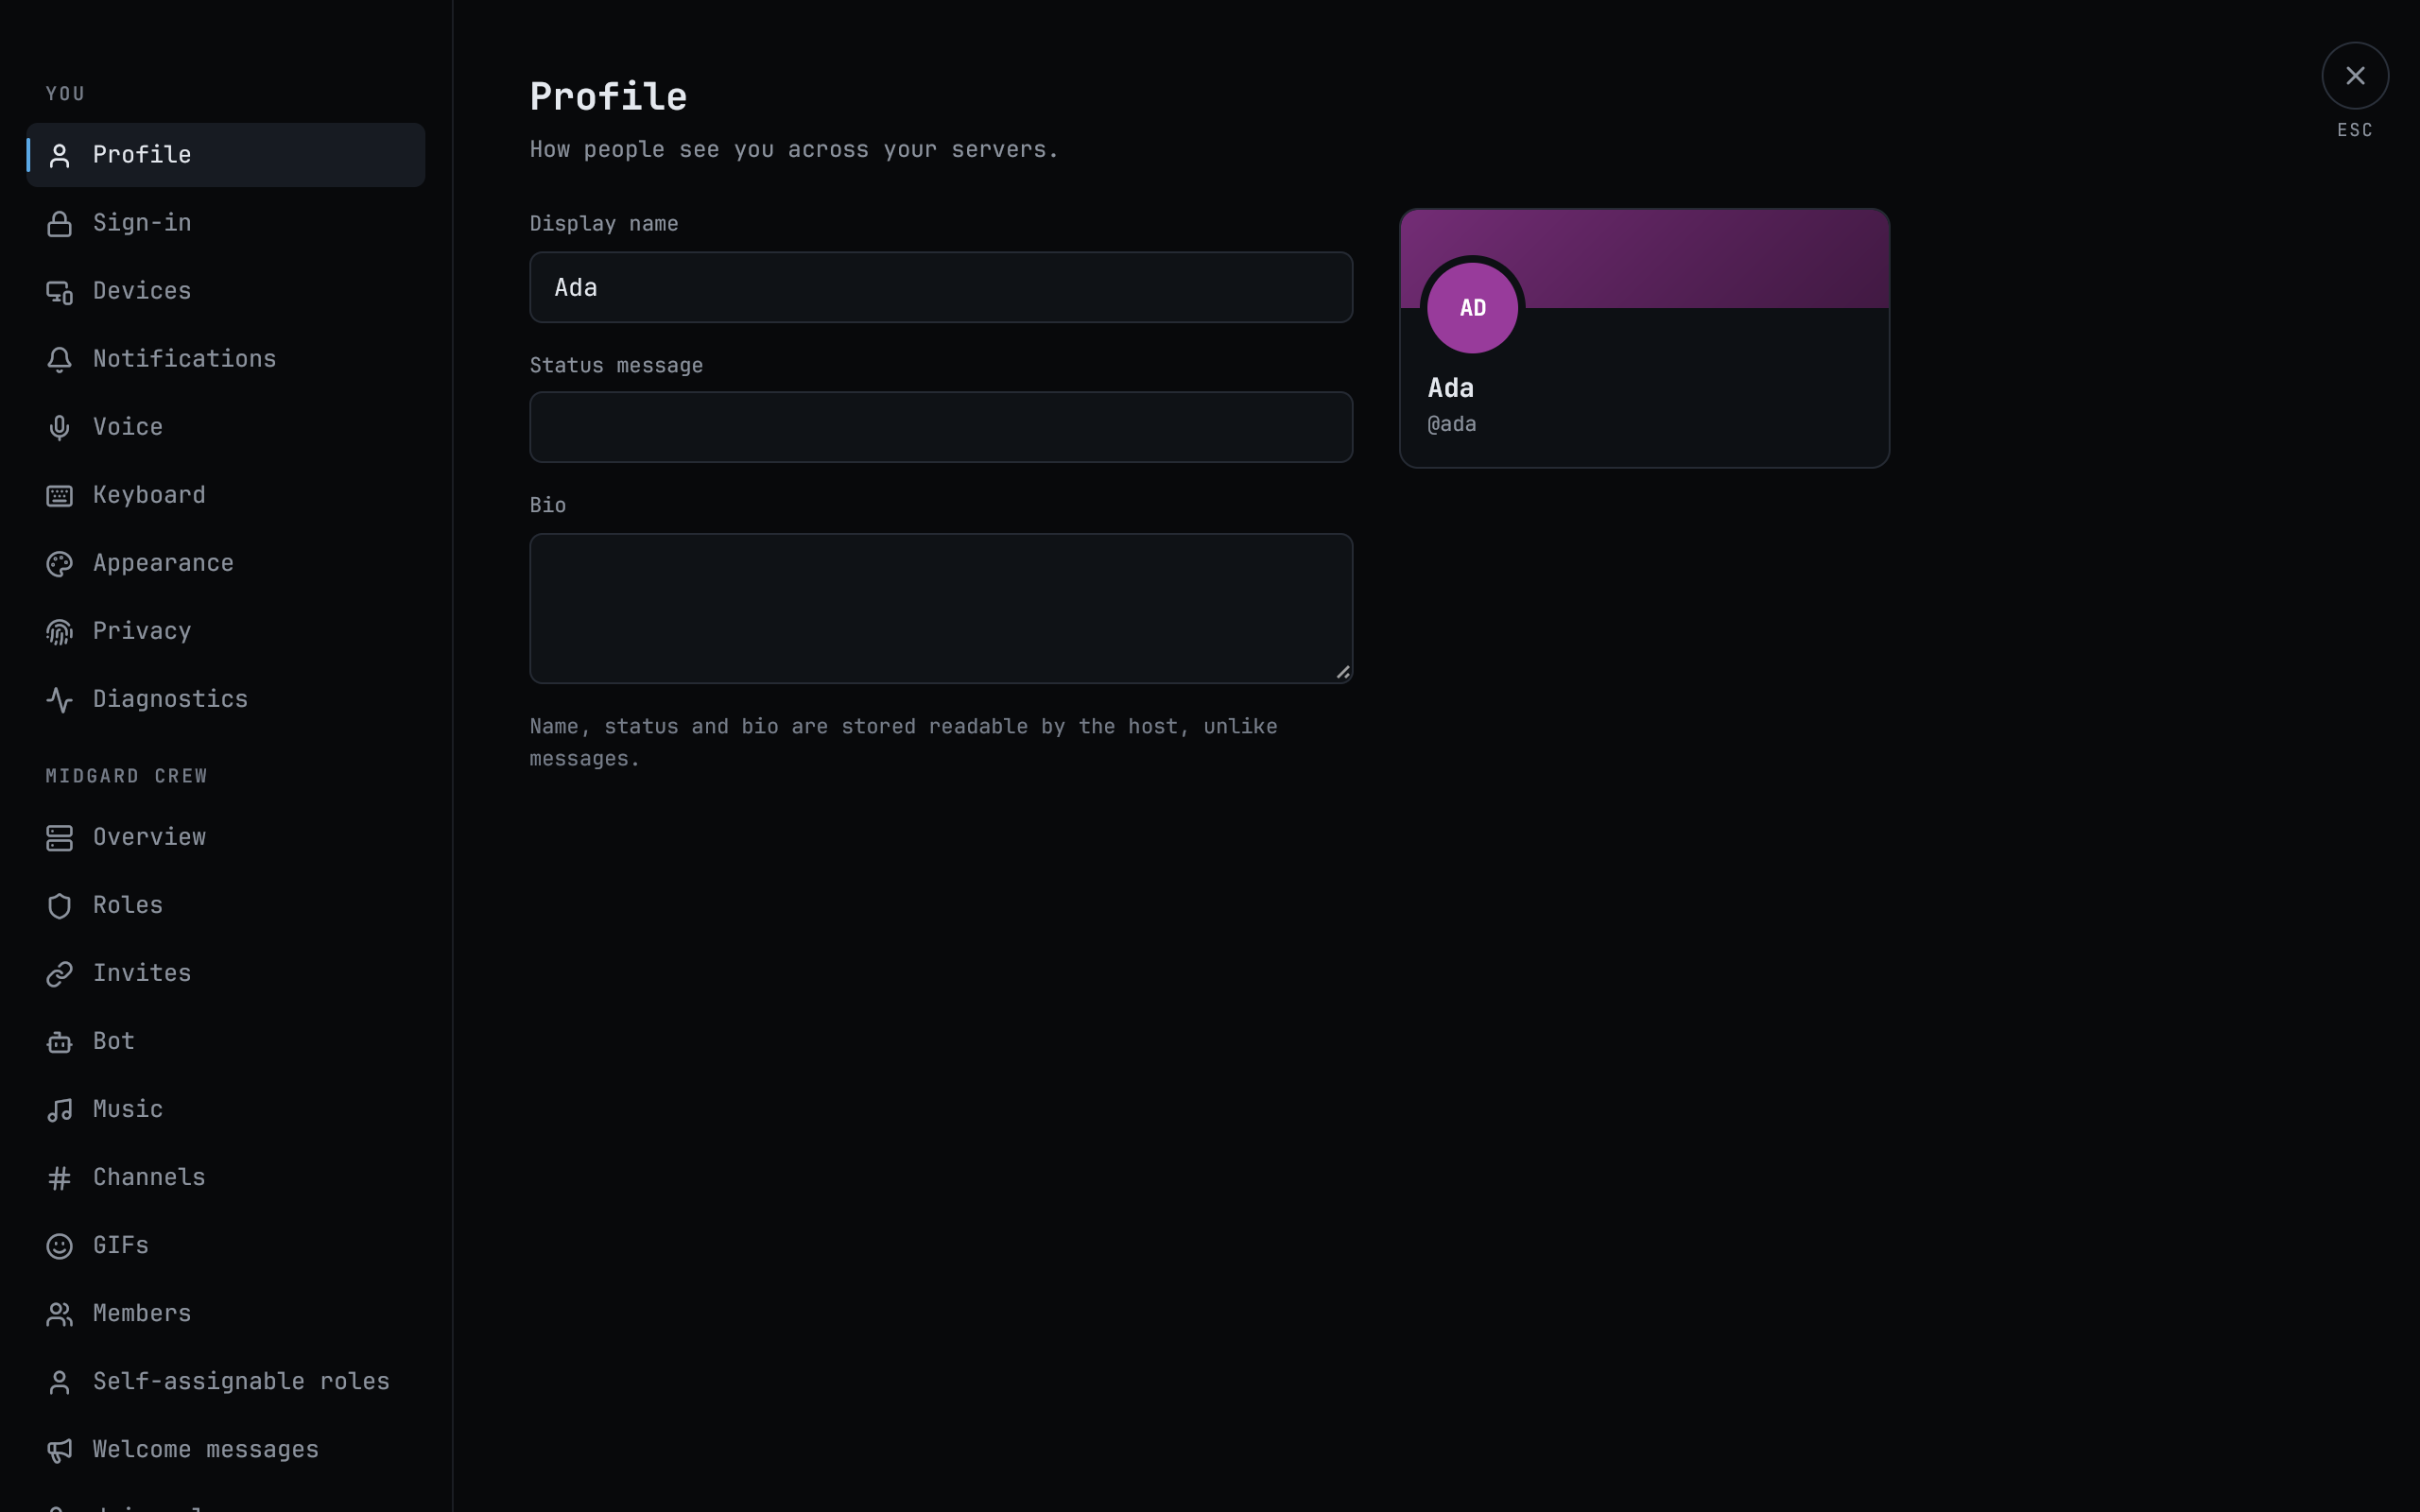 YOU
Profile
Sign-in
Devices
Notifications
Voice
Keyboard
Appearance
Privacy
Diagnostics
MIDGARD CREW
Overview
Roles
Invites
Bot
Music
Channels
GIFs
Members
Self-assignable roles
Welcome messages
Profile
How people see you across your servers.
Display name
Ada
Status message
Bio
Name, status and bio are stored readable by the host, unlike
messages.
AD
Ada
@ada
ESC